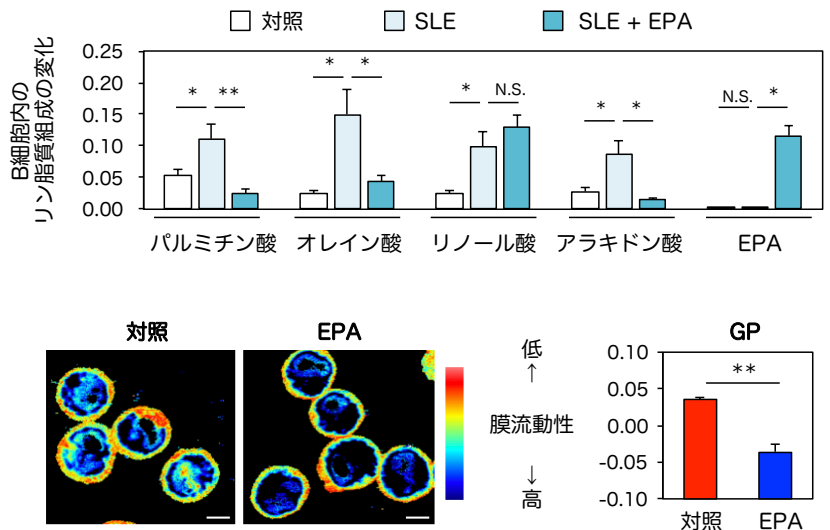 対照 SLE SLE + EPA
B細胞内の
リン脂質組成の変化
0.25
0.20
0.15
0.10
0.05
0.00
* ** * * * N.S. * * N.S. *
パルミチン酸 オレイン酸 リノール酸 アラキドン酸 EPA
対照 EPA
低
↑
膜流動性
↓
高
GP
0.10
0.05
0.00
-0.05
-0.10
**
対照 EPA